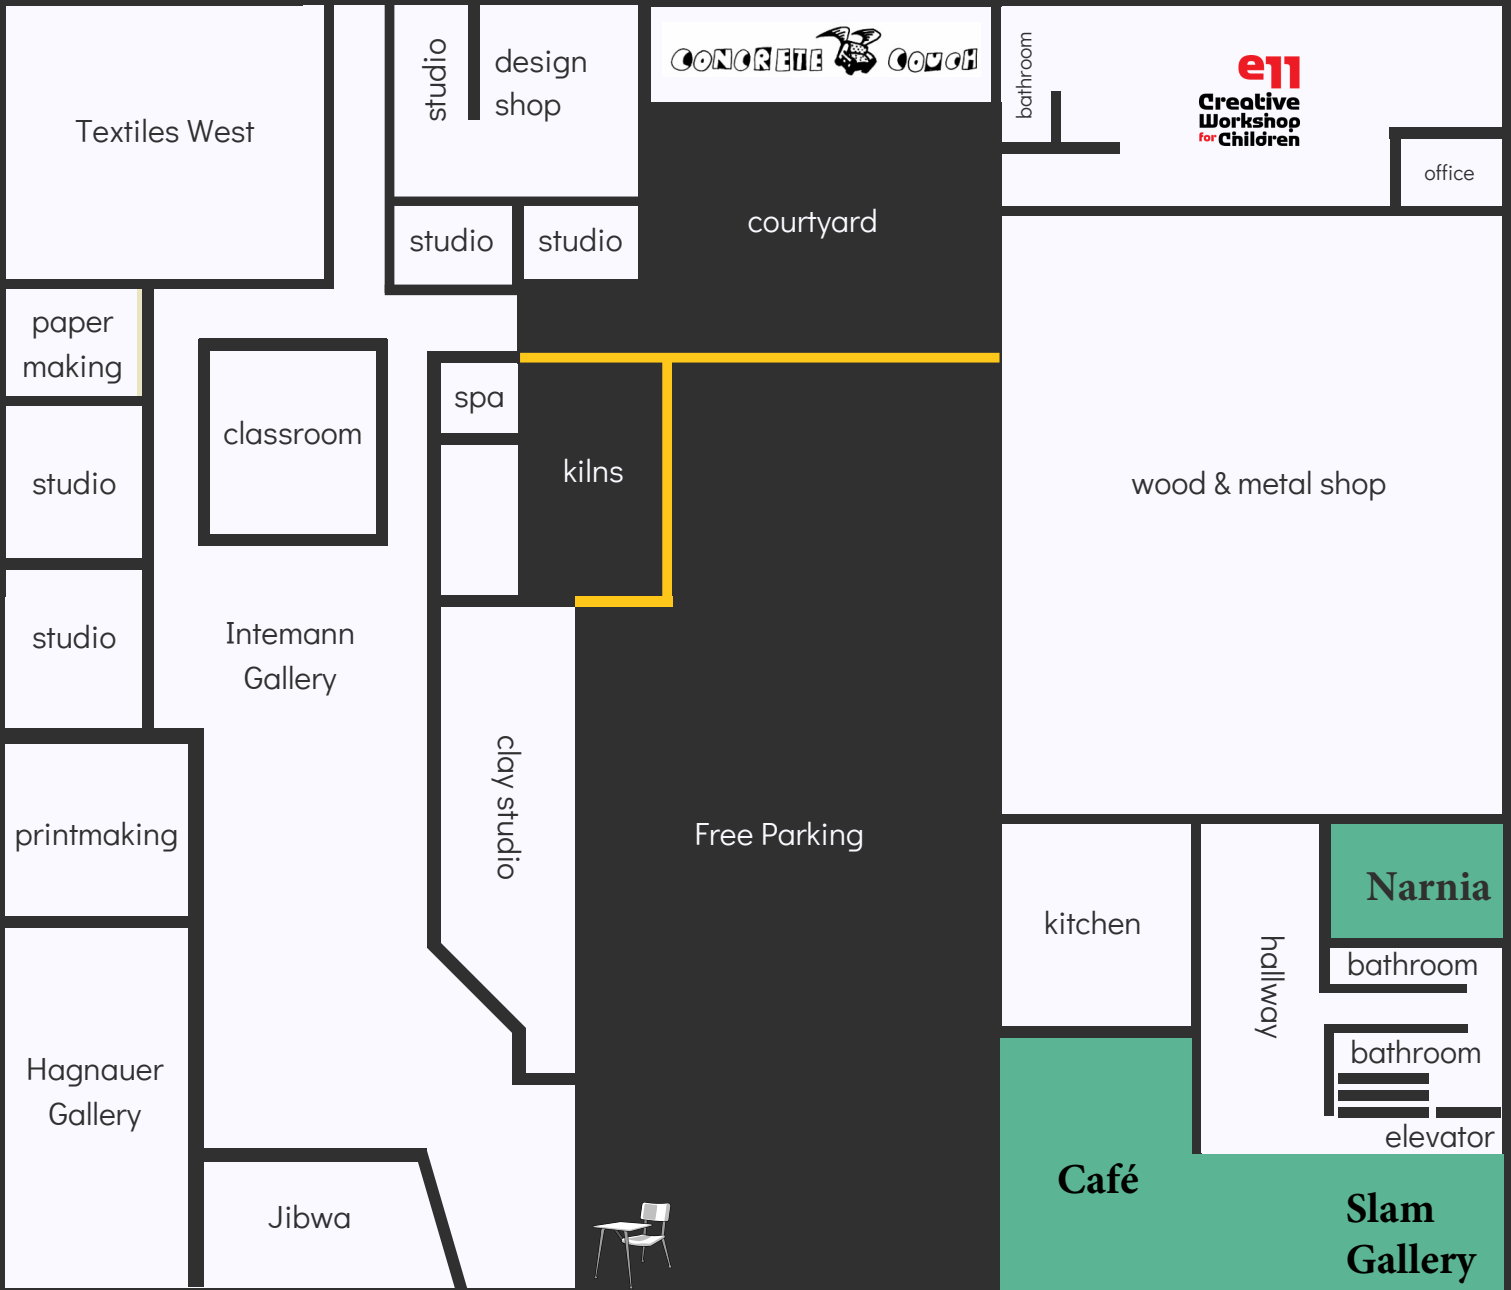 Textiles West
studio
design
shop
CONCRETE COUCH
bathroom
e11
Creative
Workshop
for Children
office
courtyard
studio
studio
paper
making
spa
classroom
kilns
studio
wood & metal shop
studio
Intemann
Gallery
clay studio
printmaking
Free Parking
Narnia
kitchen
hallway
bathroom
bathroom
Hagnauer
Gallery
elevator
Café
Jibwa
Slam
Gallery